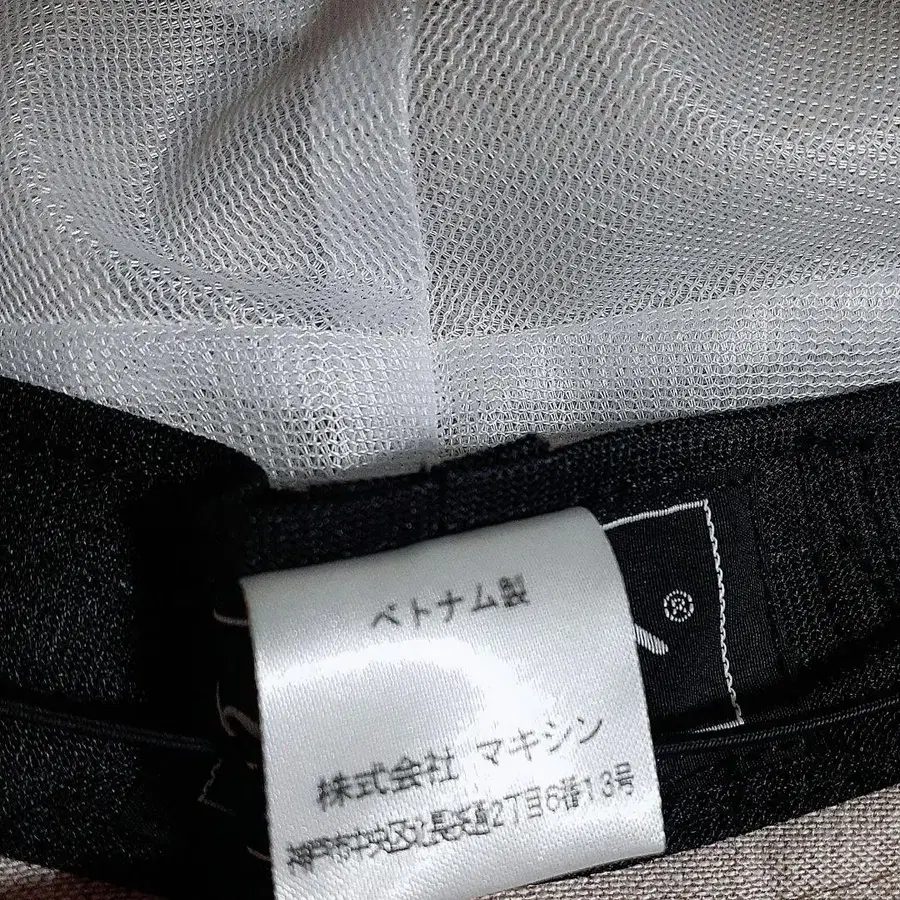 ベトナム製
株式会社 マキシン
神戸市中央区北長狭通2丁目6番13号
®